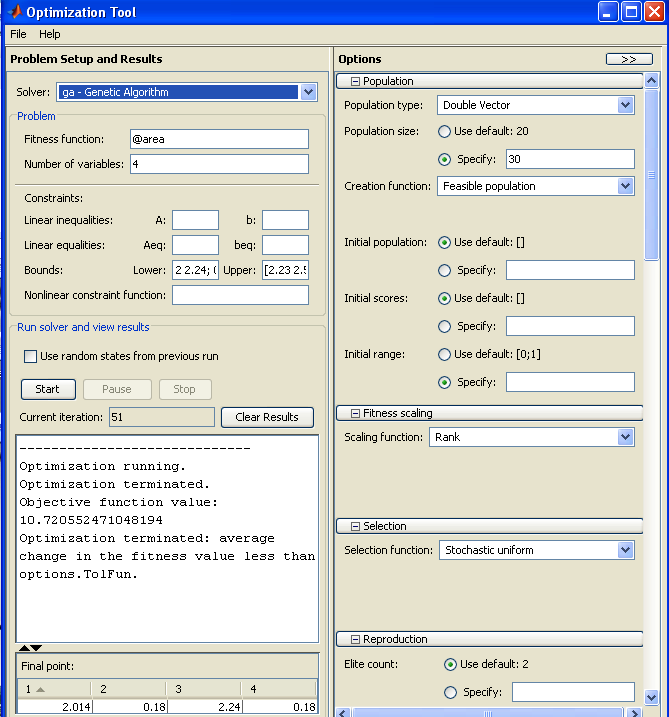 Optimization Tool
File Help
Problem Setup and Results
Solver: ga - Genetic Algorithm
Problem
Fitness function: @area
Number of variables: 4
Constraints:
Linear inequalities: A: b:
Linear equalities: Aeq: beq:
Bounds: Lower: 2 2.24; Upper: [2.23 2.5
Nonlinear constraint function:
Run solver and view results
Use random states from previous run
Start Pause Stop
Current iteration: 51 Clear Results
------------------------------
Optimization running.
Optimization terminated.
Objective function value:
10.720552471048194
Optimization terminated: average
change in the fitness value less than
options.TolFun.
Final point:
1 2 3 4
2.014 0.18 2.24 0.18
Options >>
Population
Population type: Double Vector
Population size: Use default: 20
Specify: 30
Creation function: Feasible population
Initial population: Use default: []
Specify:
Initial scores: Use default: []
Specify:
Initial range: Use default: [0;1]
Specify:
Fitness scaling
Scaling function: Rank
Selection
Selection function: Stochastic uniform
Reproduction
Elite count: Use default: 2
Specify: